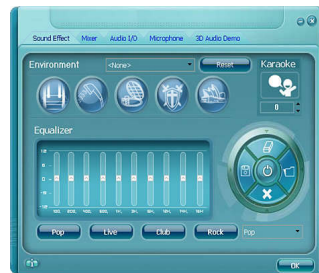 Sound Effect Mixer Audio I/O Microphone 3D Audio Demo
Environment <None> Reset Karaoke
0
Equalizer
Pop Live Club Rock Pop
OK